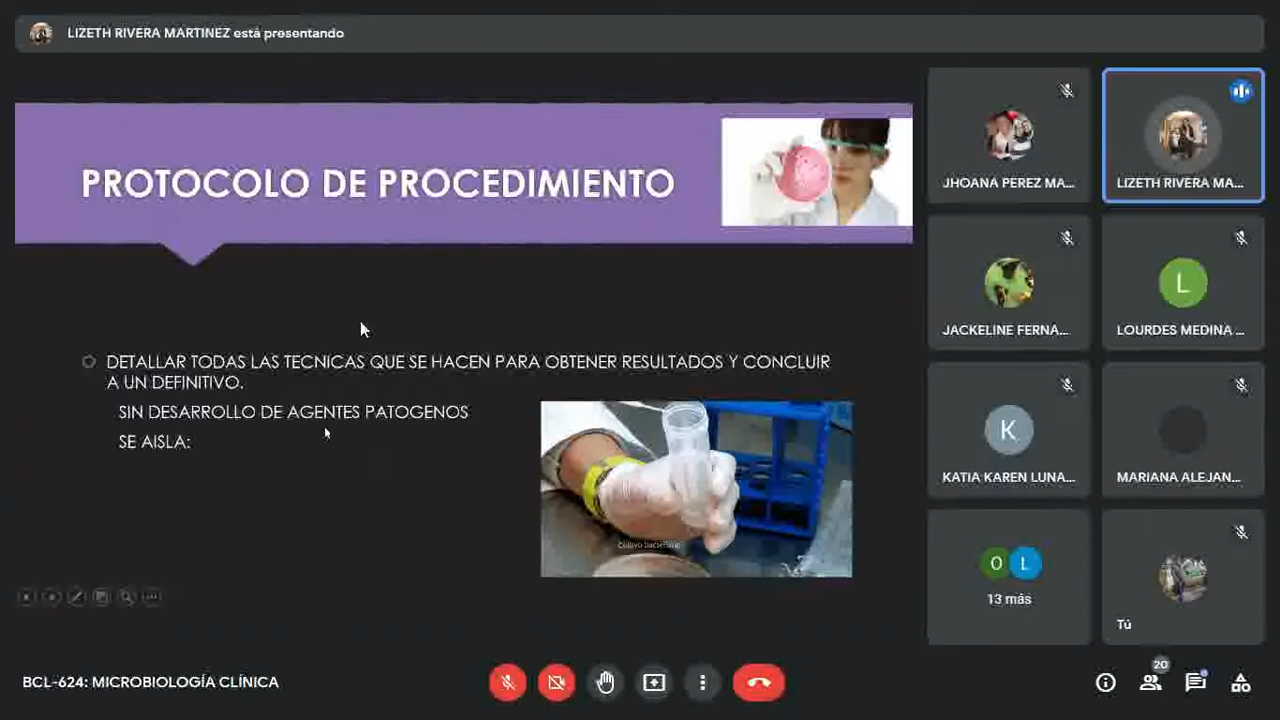 LIZETH RIVERA MARTINEZ está presentando
PROTOCOLO DE PROCEDIMIENTO
DETALLAR TODAS LAS TECNICAS QUE SE HACEN PARA OBTENER RESULTADOS Y CONCLUIR
A UN DEFINITIVO.
SIN DESARROLLO DE AGENTES PATOGENOS
SE AISLA:
Cultivo bacteriano
JHOANA PEREZ MA...
LIZETH RIVERA MA...
JACKELINE FERNA...
L
LOURDES MEDINA ...
K
KATIA KAREN LUNA...
MARIANA ALEJAN...
O L
13 más
Tú
BCL-624: MICROBIOLOGÍA CLÍNICA
20